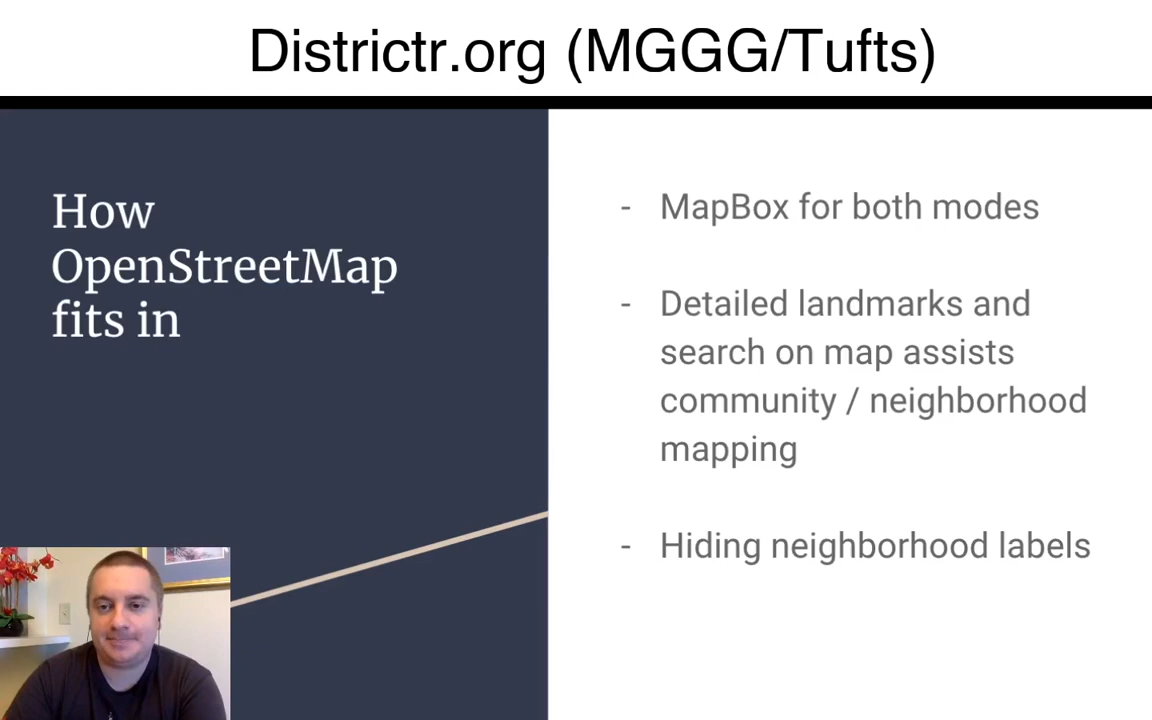 Districtr.org (MGGG/Tufts)
How
OpenStreetMap
fits in
- MapBox for both modes
- Detailed landmarks and
search on map assists
community / neighborhood
mapping
- Hiding neighborhood labels